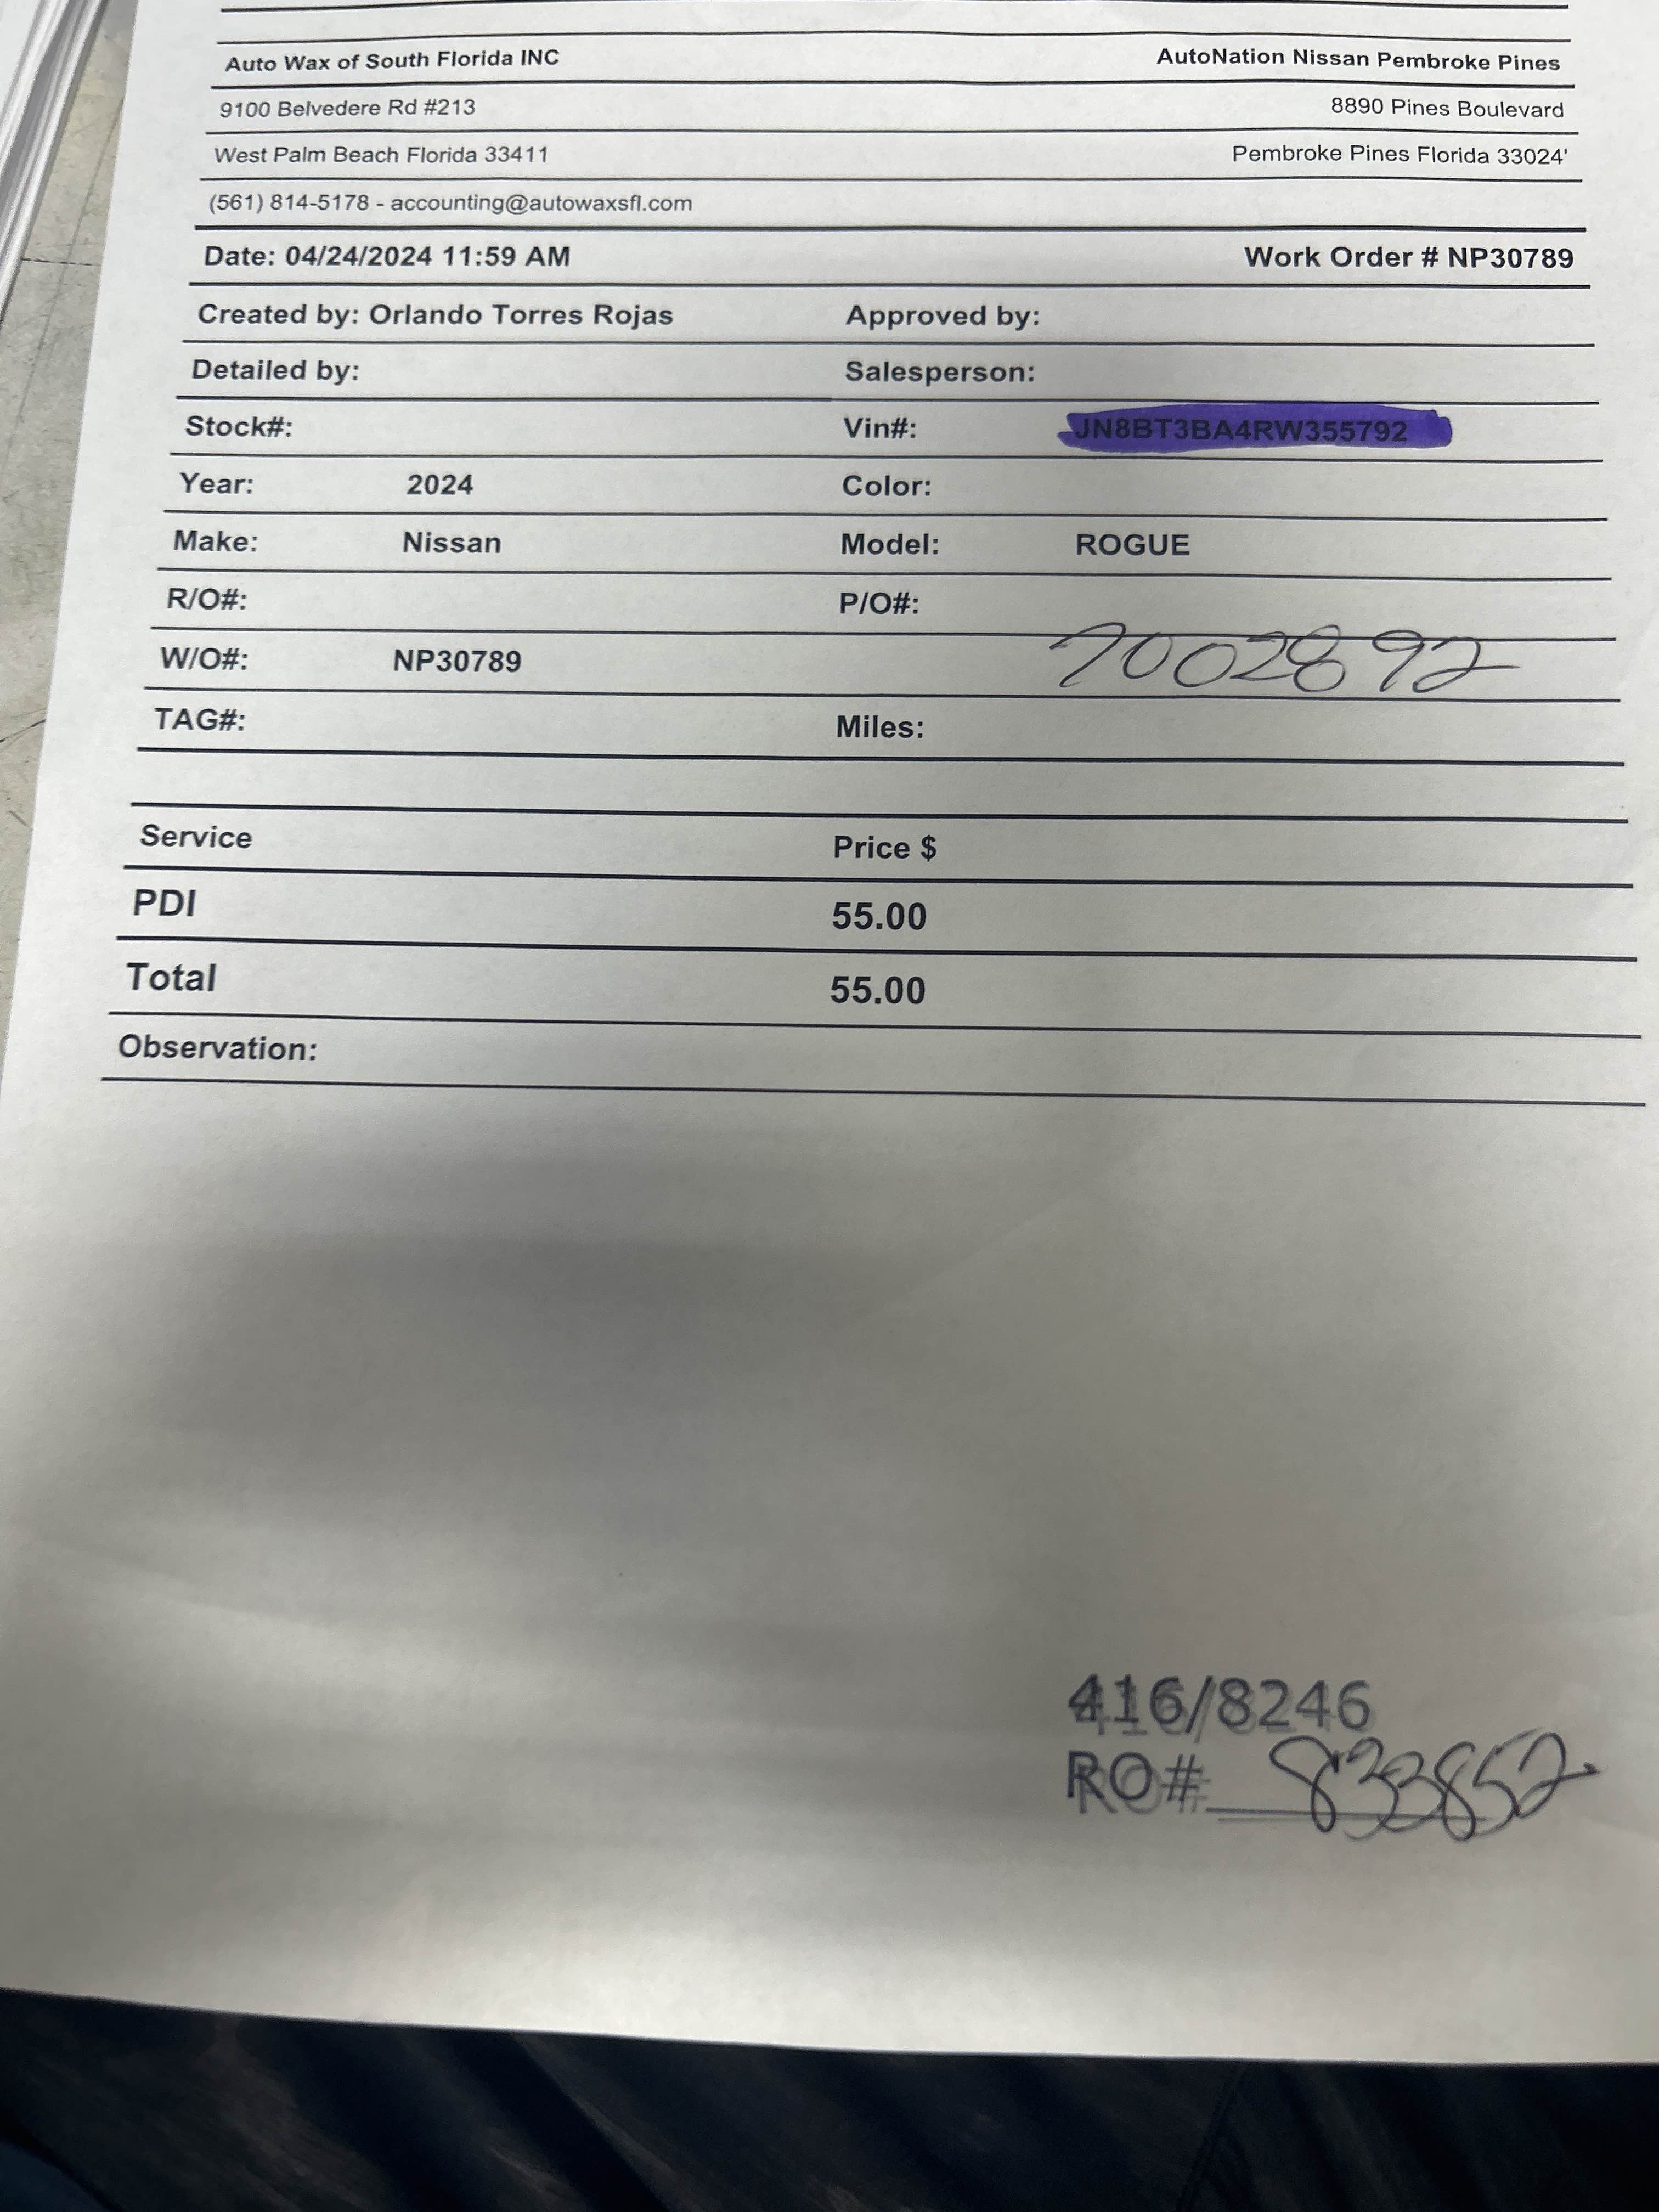 Auto Wax of South Florida INC AutoNation Nissan Pembroke Pines
9100 Belvedere Rd #213 8890 Pines Boulevard
West Palm Beach Florida 33411 Pembroke Pines Florida 33024'
(561) 814-5178 - accounting@autowaxsfl.com
Date: 04/24/2024 11:59 AM Work Order # NP30789
Created by: Orlando Torres Rojas Approved by:
Detailed by: Salesperson:
Stock#: Vin#: JN8BT3BA4RW355792
Year: 2024 Color:
Make: Nissan Model: ROGUE
R/O#: P/O#:
W/O#: NP30789 7002892
TAG#: Miles:
Service Price $
PDI 55.00
Total 55.00
Observation:
416/8246
RO# 833852